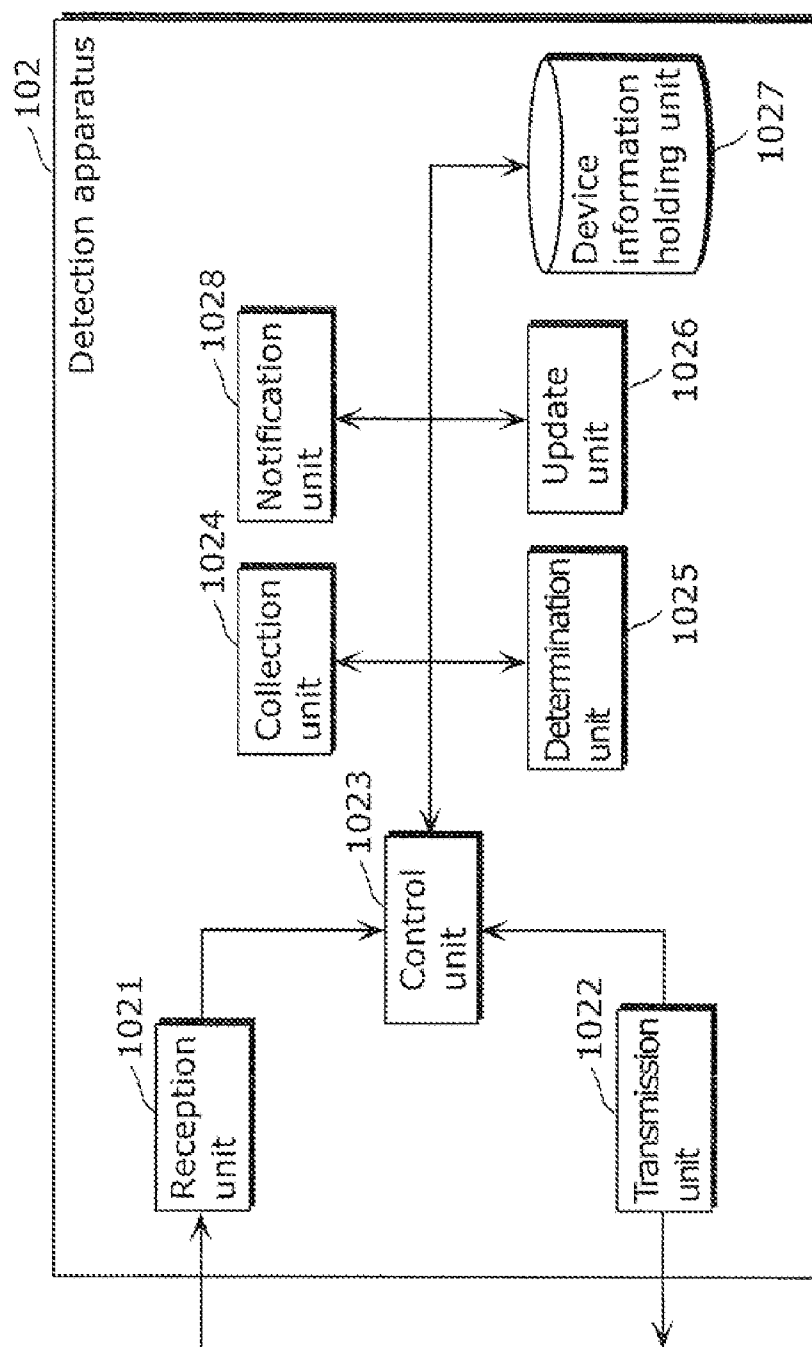 102
Detection apparatus
1021
Reception
unit
1022
Transmission
unit
1023
Control
unit
1024
Collection
unit
1028
Notification
unit
1025
Determination
unit
1026
Update
unit
Device
information
holding unit
1027